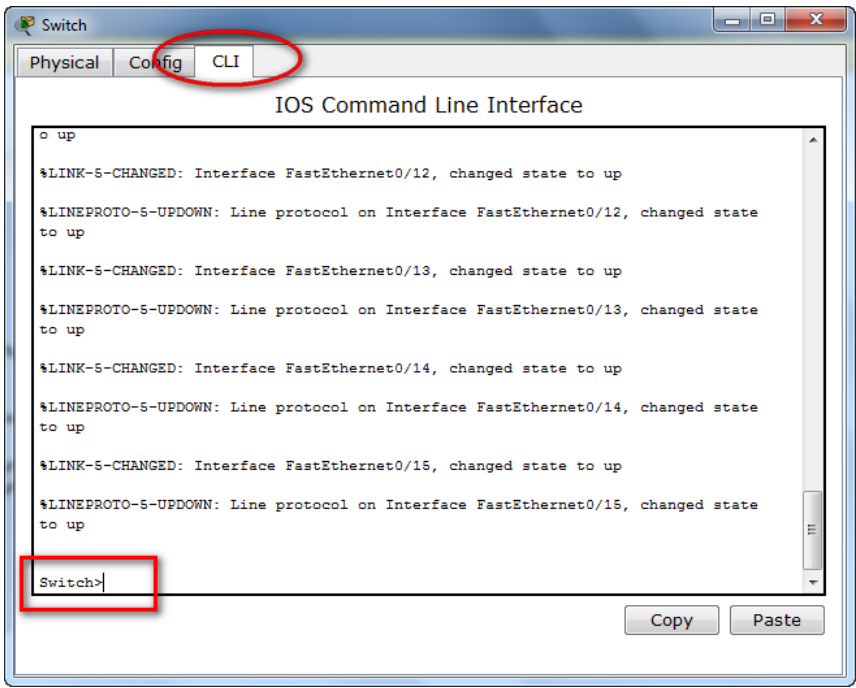 Switch
Physical Config CLI
IOS Command Line Interface
o up
%LINK-5-CHANGED: Interface FastEthernet0/12, changed state to up
%LINEPROTO-5-UPDOWN: Line protocol on Interface FastEthernet0/12, changed state
to up
%LINK-5-CHANGED: Interface FastEthernet0/13, changed state to up
%LINEPROTO-5-UPDOWN: Line protocol on Interface FastEthernet0/13, changed state
to up
%LINK-5-CHANGED: Interface FastEthernet0/14, changed state to up
%LINEPROTO-5-UPDOWN: Line protocol on Interface FastEthernet0/14, changed state
to up
%LINK-5-CHANGED: Interface FastEthernet0/15, changed state to up
%LINEPROTO-5-UPDOWN: Line protocol on Interface FastEthernet0/15, changed state
to up
Switch>
Copy Paste